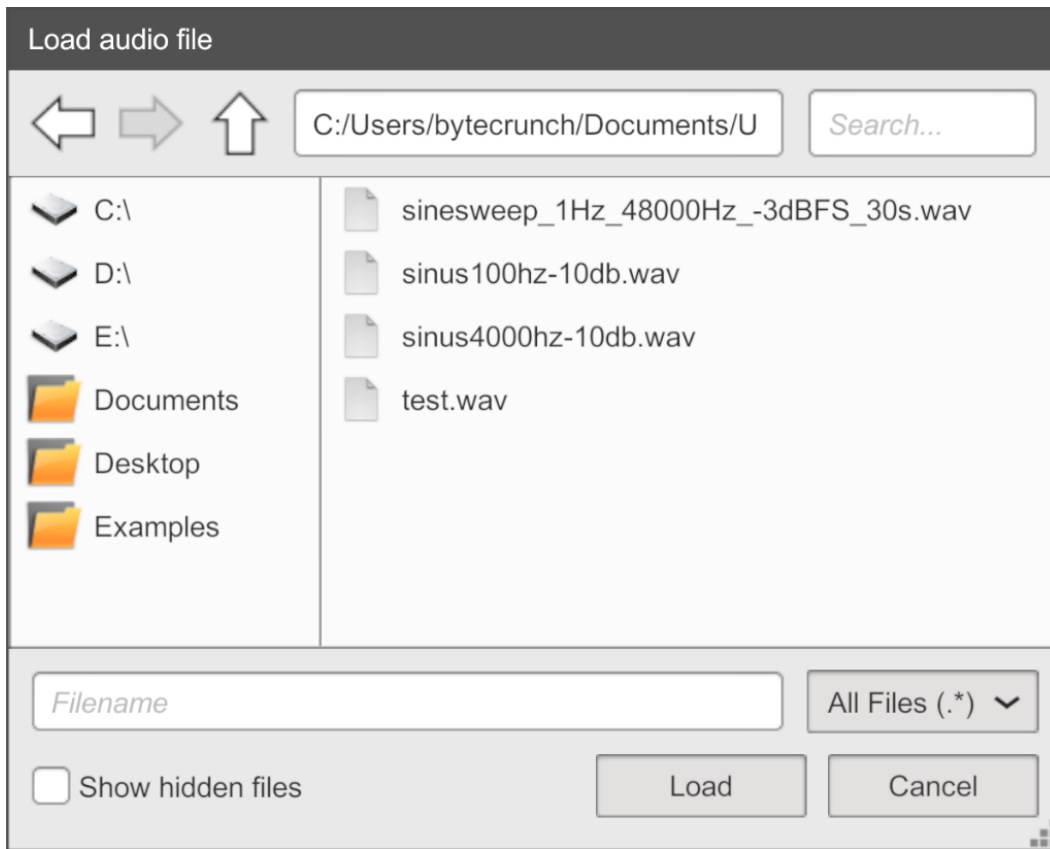 Load audio file
C:/Users/bytecrunch/Documents/U
Search...
C:\
D:\
E:\
Documents
Desktop
Examples
sinesweep_1Hz_48000Hz_-3dBFS_30s.wav
sinus100hz-10db.wav
sinus4000hz-10db.wav
test.wav
Filename
All Files (.*)
Show hidden files
Load
Cancel